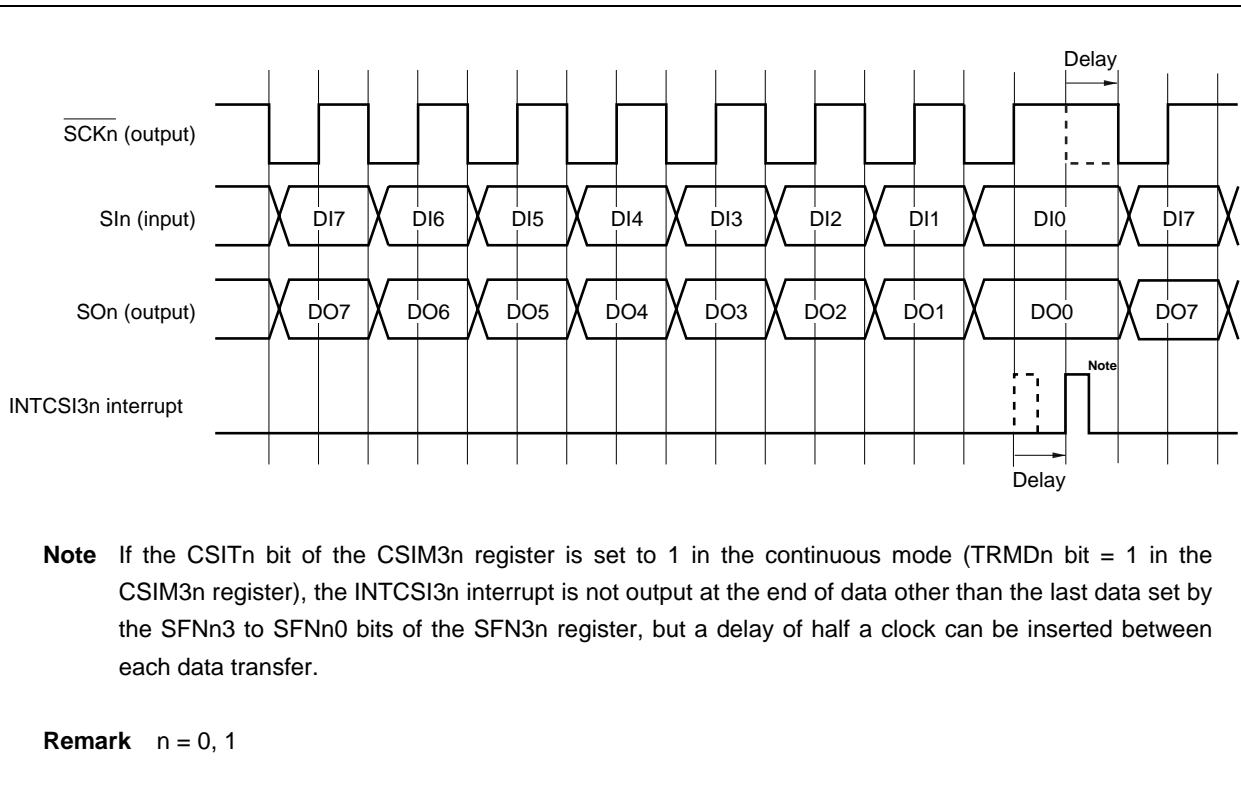 Delay
SCKn (output)
SIn (input) DI7 DI6 DI5 DI4 DI3 DI2 DI1 DI0 DI7
SOn (output) DO7 DO6 DO5 DO4 DO3 DO2 DO1 DO0 DO7
Note
INTCSI3n interrupt
Delay
Note If the CSITn bit of the CSIM3n register is set to 1 in the continuous mode (TRMDn bit = 1 in the
CSIM3n register), the INTCSI3n interrupt is not output at the end of data other than the last data set by
the SFNn3 to SFNn0 bits of the SFN3n register, but a delay of half a clock can be inserted between
each data transfer.
Remark n = 0, 1